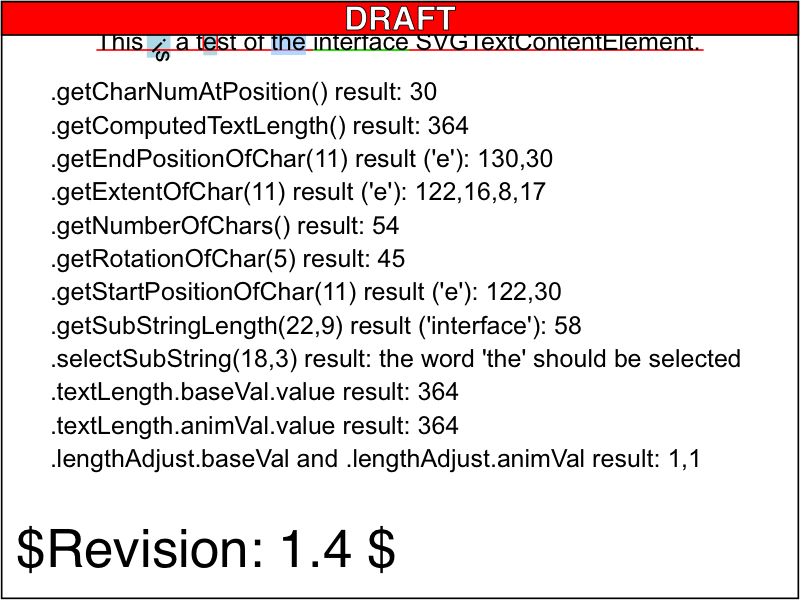 DRAFT
This is a test of the interface SVGTextContentElement.
.getCharNumAtPosition() result: 30
.getComputedTextLength() result: 364
.getEndPositionOfChar(11) result ('e'): 130,30
.getExtentOfChar(11) result ('e'): 122,16,8,17
.getNumberOfChars() result: 54
.getRotationOfChar(5) result: 45
.getStartPositionOfChar(11) result ('e'): 122,30
.getSubStringLength(22,9) result ('interface'): 58
.selectSubString(18,3) result: the word 'the' should be selected
.textLength.baseVal.value result: 364
.textLength.animVal.value result: 364
.lengthAdjust.baseVal and .lengthAdjust.animVal result: 1,1
$Revision: 1.4 $